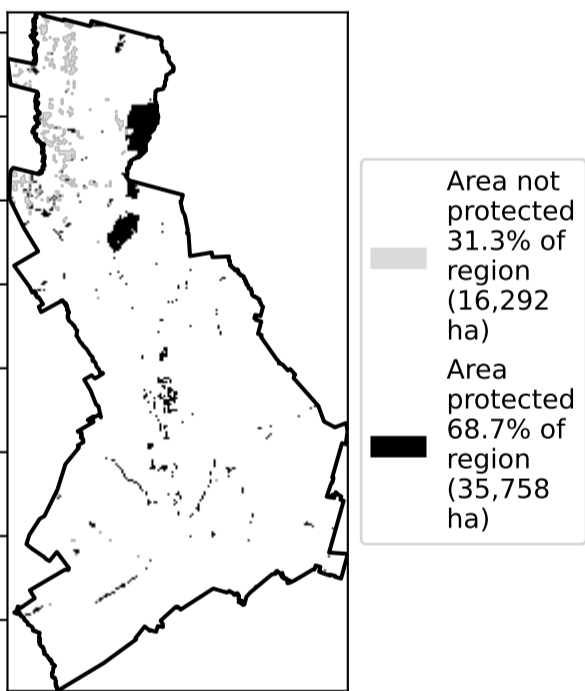 Area not
protected
31.3% of
region
(16,292
ha)
Area
protected
68.7% of
region
(35,758
ha)